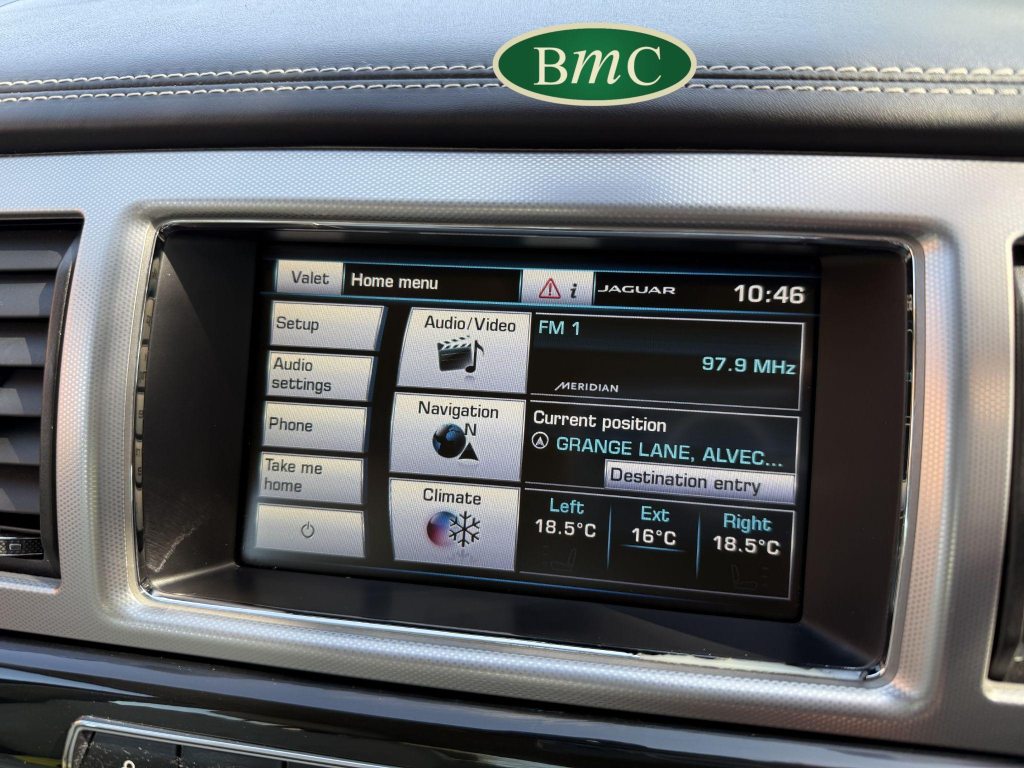 BmC
Valet
Home menu
i
JAGUAR
10:46
Setup
Audio
settings
Phone
Take me
home
Audio/Video
Navigation
N
Climate
FM 1
97.9 MHz
MERIDIAN
Current position
GRANGE LANE, ALVEC...
Destination entry
Left
18.5°C
Ext
16°C
Right
18.5°C